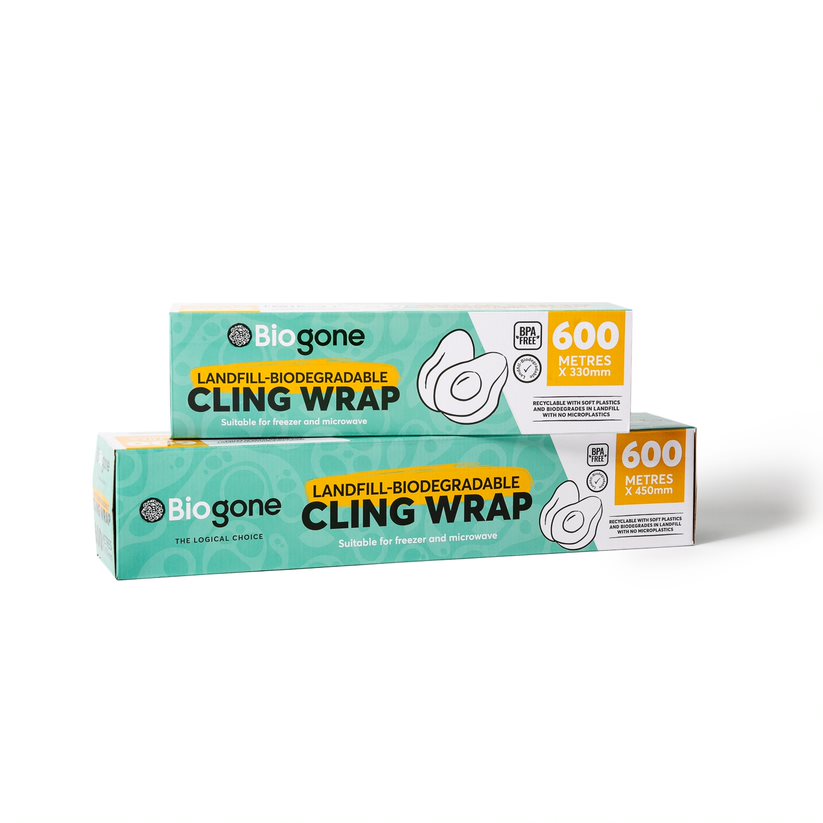 Biogone
LANDFILL-BIODEGRADABLE
CLING WRAP
Suitable for freezer and microwave
BPA
FREE
Landfill-Biodegradable
600
METRES
X 330mm
RECYCLABLE WITH SOFT PLASTICS
AND BIODEGRADES IN LANDFILL
WITH NO MICROPLASTICS
Biogone
THE LOGICAL CHOICE
LANDFILL-BIODEGRADABLE
CLING WRAP
Suitable for freezer and microwave
BPA
FREE
600
METRES
X 450mm
RECYCLABLE WITH SOFT PLASTICS
AND BIODEGRADES IN LANDFILL
WITH NO MICROPLASTICS